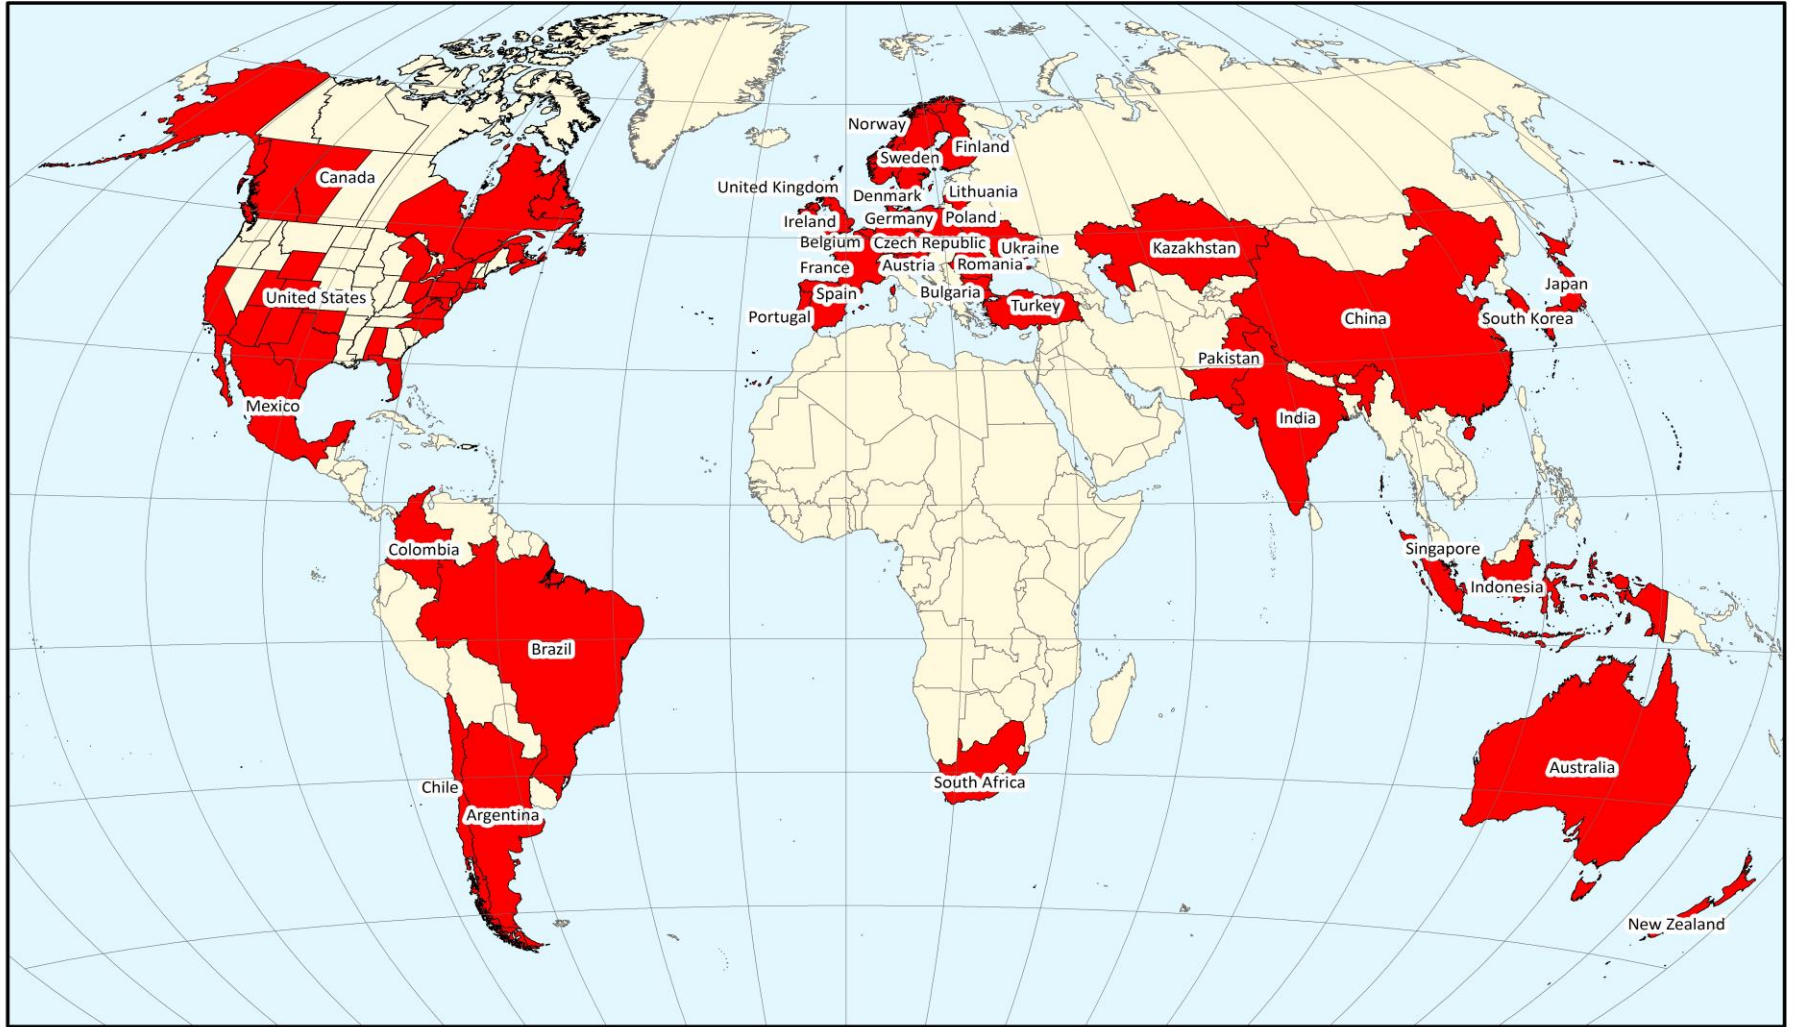 Norway
Finland
Sweden
Canada
United Kingdom
Denmark
Lithuania
Ireland
Germany
Poland
Belgium
Czech Republic
Ukraine
Kazakhstan
France
Austria
Romania
United States
Spain
Bulgaria
Turkey
Japan
Portugal
China
South Korea
Pakistan
Mexico
India
Colombia
Singapore
Indonesia
Brazil
Australia
South Africa
Chile
Argentina
New Zealand